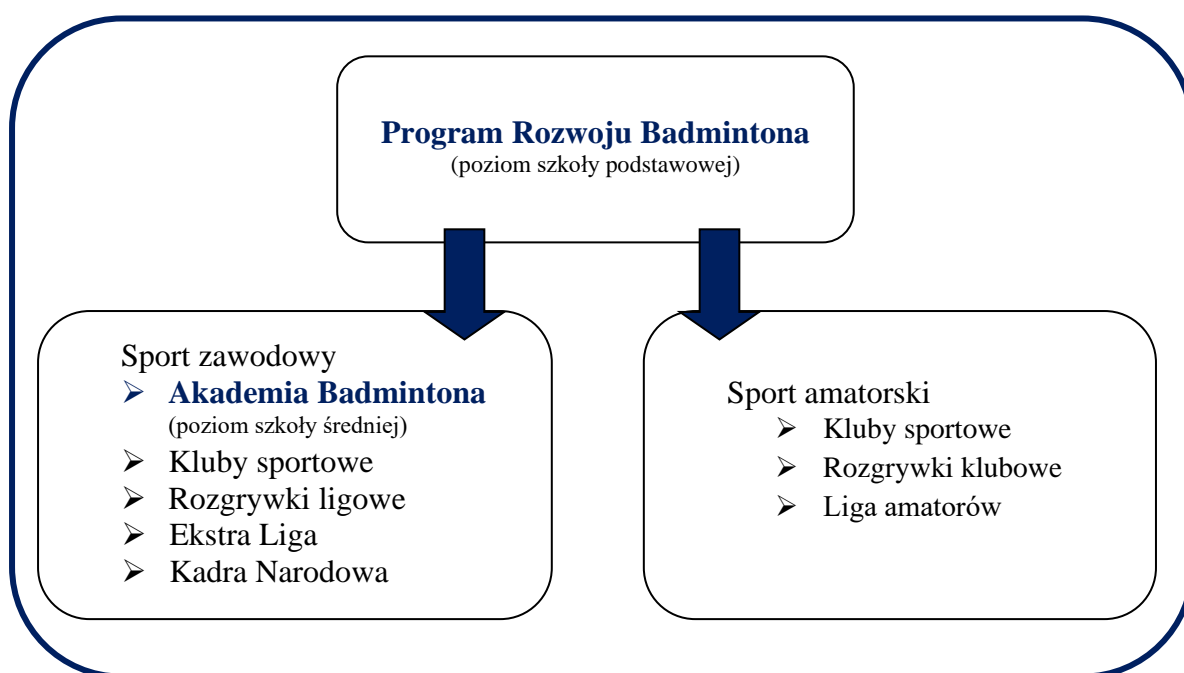 Program Rozwoju Badmintona
(poziom szkoły podstawowej)
Sport zawodowy
➢ Akademia Badmintona
(poziom szkoły średniej)
➢ Kluby sportowe
➢ Rozgrywki ligowe
➢ Ekstra Liga
➢ Kadra Narodowa
Sport amatorski
➢ Kluby sportowe
➢ Rozgrywki klubowe
➢ Liga amatorów